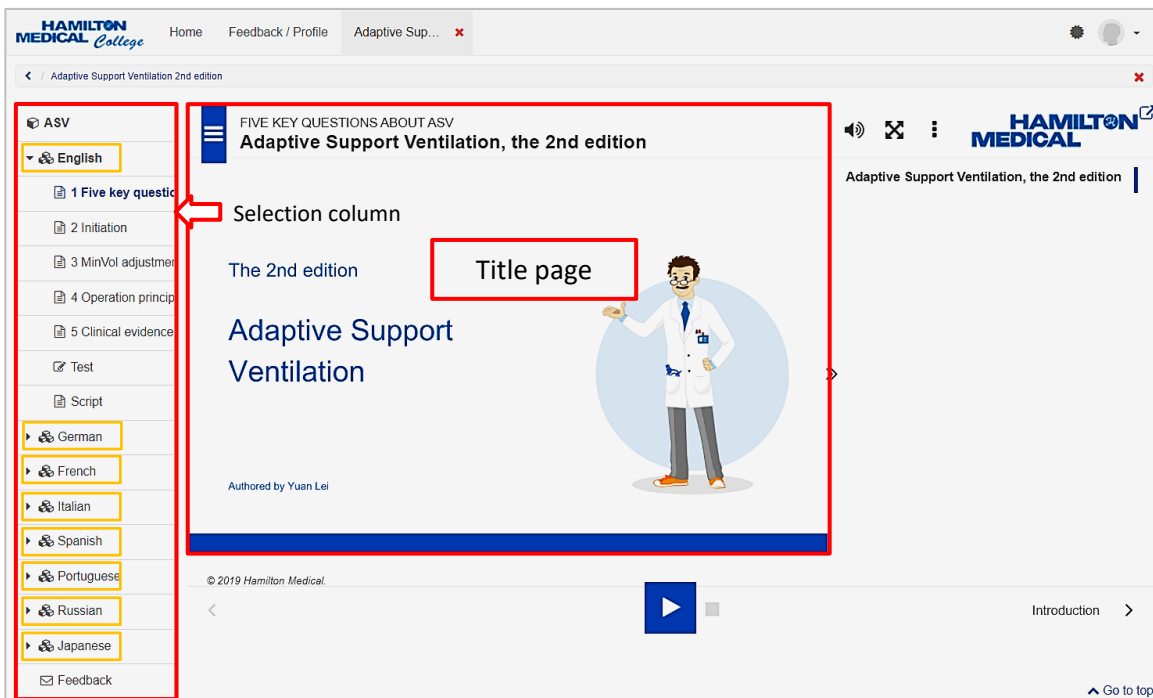 HAMILTON
MEDICAL College
Home
Feedback / Profile
Adaptive Sup...
/ Adaptive Support Ventilation 2nd edition
ASV
English
1 Five key questic
2 Initiation
3 MinVol adjustmer
4 Operation princip
5 Clinical evidence
Test
Script
German
French
Italian
Spanish
Portuguese
Russian
Japanese
Feedback
FIVE KEY QUESTIONS ABOUT ASV
Adaptive Support Ventilation, the 2nd edition
Selection column
Title page
The 2nd edition
Adaptive Support
Ventilation
Authored by Yuan Lei
© 2019 Hamilton Medical.
HAMILTON
MEDICAL
Adaptive Support Ventilation, the 2nd edition
Introduction
Go to top